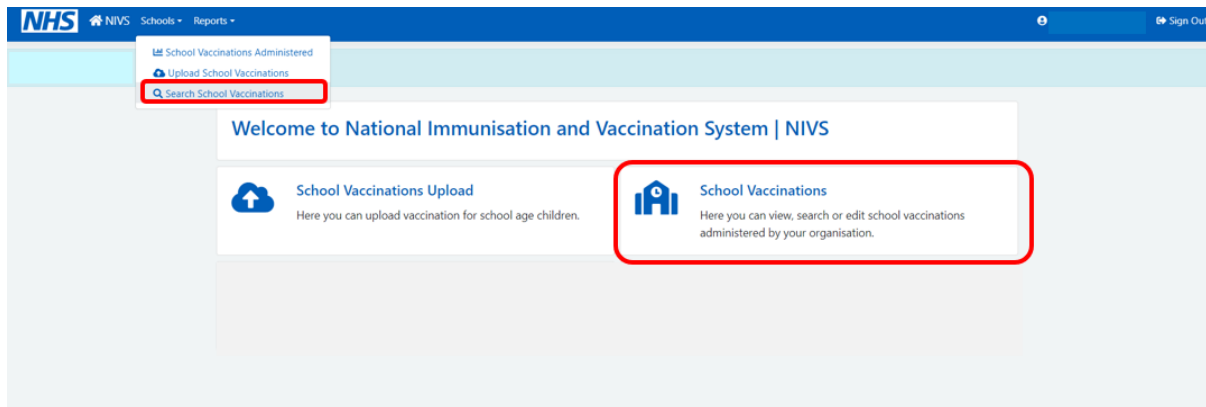 NHS NIVS Schools Reports Sign Out
School Vaccinations Administered
Upload School Vaccinations
Search School Vaccinations
Welcome to National Immunisation and Vaccination System | NIVS
School Vaccinations Upload
Here you can upload vaccination for school age children.
School Vaccinations
Here you can view, search or edit school vaccinations
administered by your organisation.